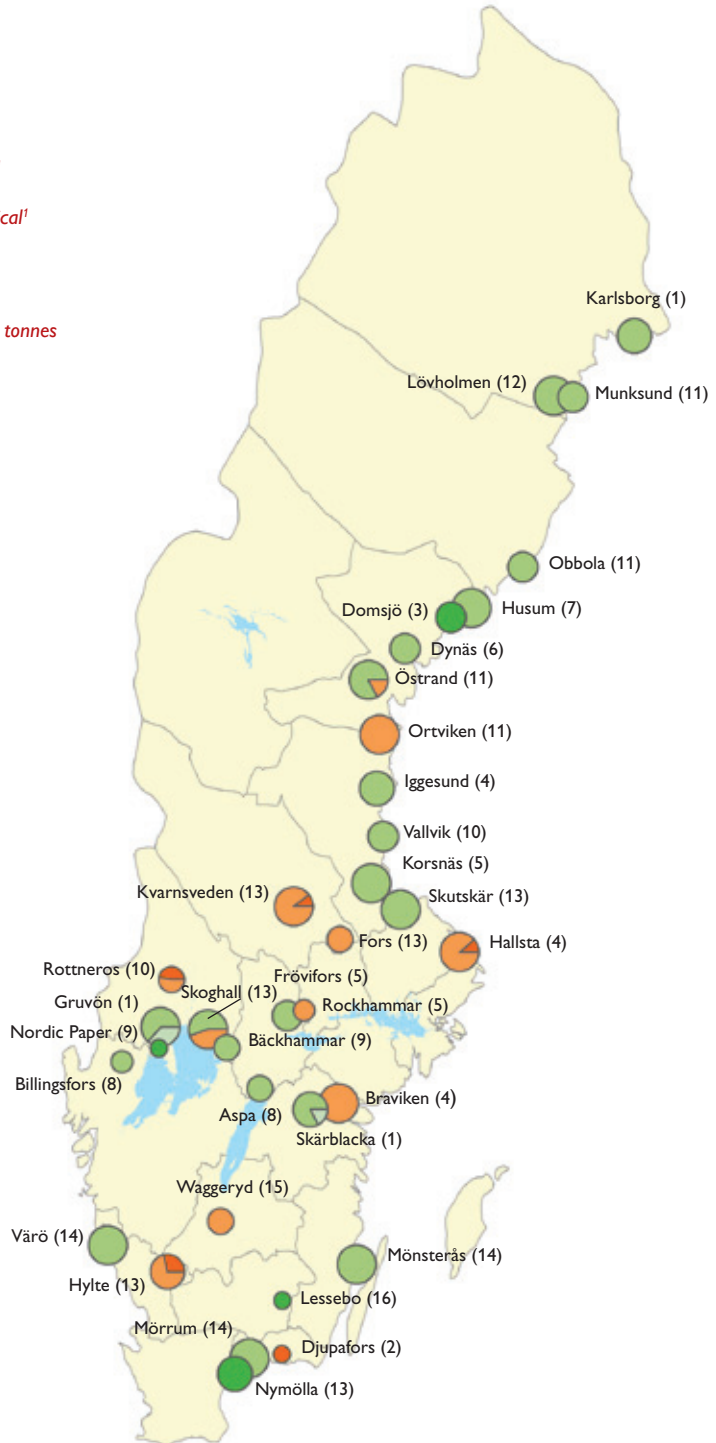 cal¹
tonnes
Karlsborg (1)
Lövholmen (12)
Munksund (11)
Obbola (11)
Domsjö (3)
Husum (7)
Dynäs (6)
Östrand (11)
Ortviken (11)
Iggesund (4)
Vallvik (10)
Korsnäs (5)
Kvarnsveden (13)
Skutskär (13)
Fors (13)
Hallsta (4)
Rottneros (10)
Frövifors (5)
Skoghall (13)
Gruvön (1)
Rockhammar (5)
Nordic Paper (9)
Bäckhammar (9)
Billingsfors (8)
Aspa (8)
Braviken (4)
Skärblacka (1)
Waggeryd (15)
Värö (14)
Mönsterås (14)
Hylte (13)
Lessebo (16)
Mörrum (14)
Djupafors (2)
Nymölla (13)